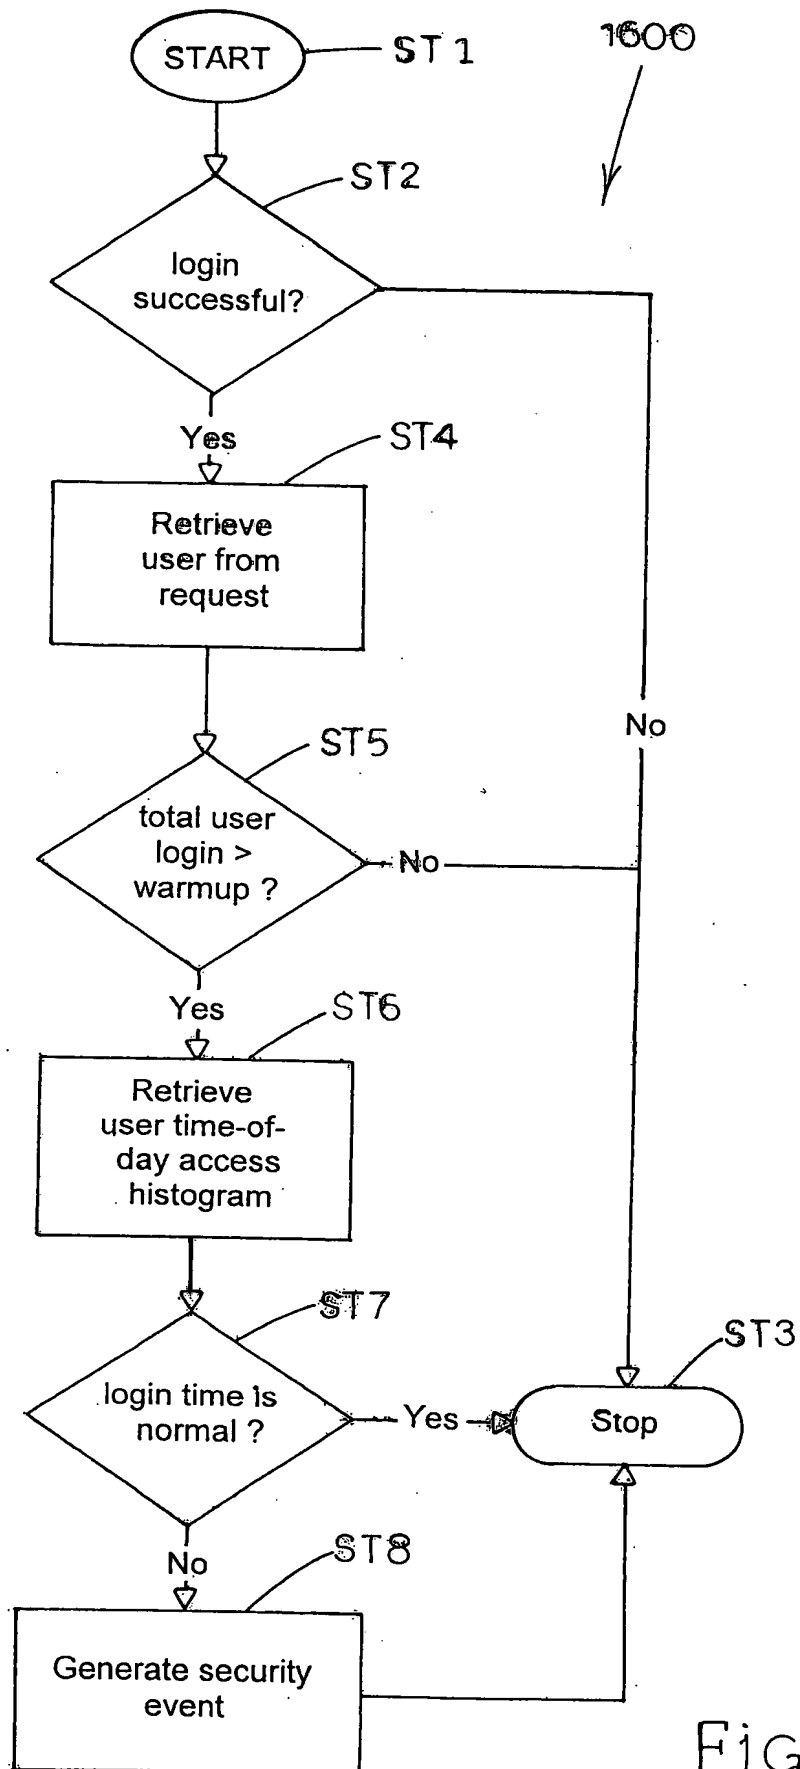 START
ST1
1600
ST2
login
successful?
Yes
ST4
Retrieve
user from
request
No
ST5
total user
login >
warmup ?
No
Yes
ST6
Retrieve
user time-of-
day access
histogram
ST7
ST3
login time is
normal ?
Yes
Stop
No
ST8
Generate security
event
Fig